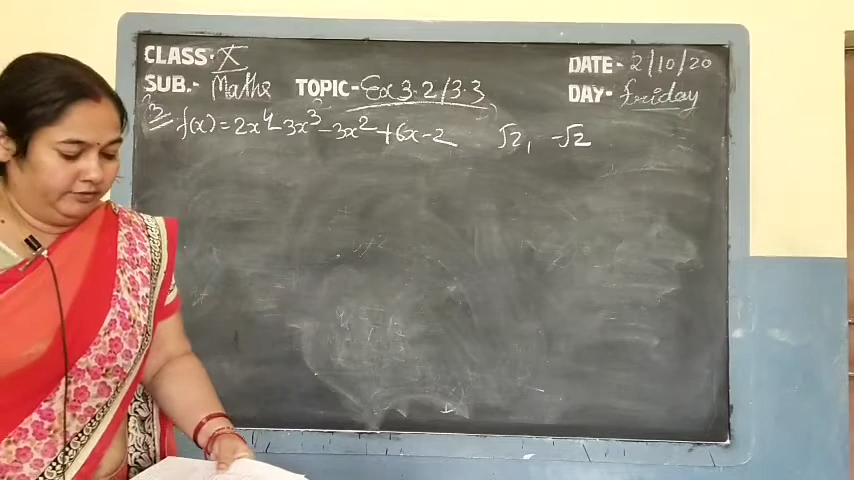 CLASS:- X
SUB.- Maths
TOPIC- Ex 3.2/3.3
DATE- 2/10/20
DAY- friday
3 f(x) = 2x⁴ - 3x³ - 3x² + 6x - 2 √2, -√2